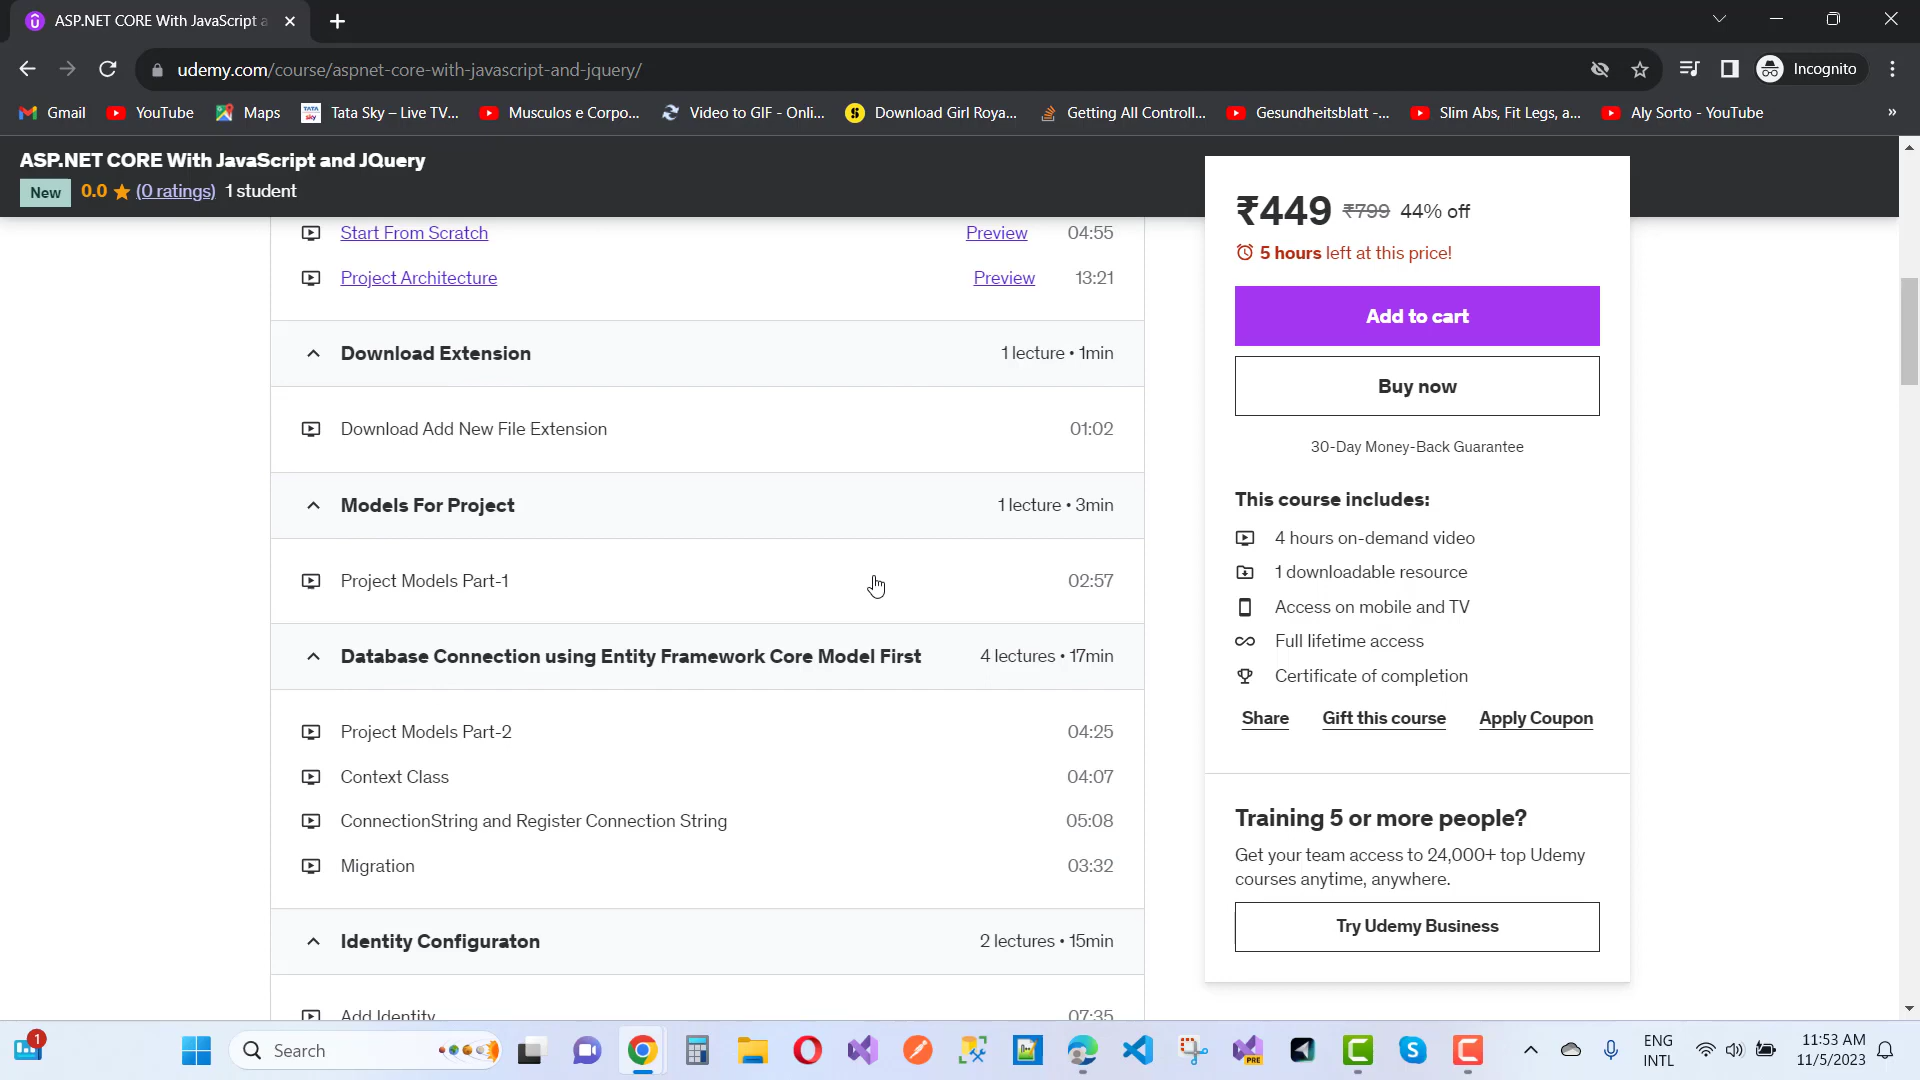 ASP.NET CORE With JavaScript a
udemy.com/course/aspnet-core-with-javascript-and-jquery/
Incognito
Gmail
YouTube
Maps
Tata Sky – Live TV...
Musculos e Corpo...
Video to GIF - Onli...
Download Girl Roya...
Getting All Controll...
Gesundheitsblatt -...
Slim Abs, Fit Legs, a...
Aly Sorto - YouTube
»
ASP.NET CORE With JavaScript and JQuery
New 0.0 (0 ratings) 1 student
Start From Scratch Preview 04:55
Project Architecture Preview 13:21
Download Extension 1 lecture • 1min
Download Add New File Extension 01:02
Models For Project 1 lecture • 3min
Project Models Part-1 02:57
Database Connection using Entity Framework Core Model First 4 lectures • 17min
Project Models Part-2 04:25
Context Class 04:07
ConnectionString and Register Connection String 05:08
Migration 03:32
Identity Configuraton 2 lectures • 15min
Add Identity 07:35
₹449 ₹799 44% off
5 hours left at this price!
Add to cart
Buy now
30-Day Money-Back Guarantee
This course includes:
4 hours on-demand video
1 downloadable resource
Access on mobile and TV
Full lifetime access
Certificate of completion
Share Gift this course Apply Coupon
Training 5 or more people?
Get your team access to 24,000+ top Udemy
courses anytime, anywhere.
Try Udemy Business
1
Search
PRE
ENG
INTL
11:53 AM
11/5/2023